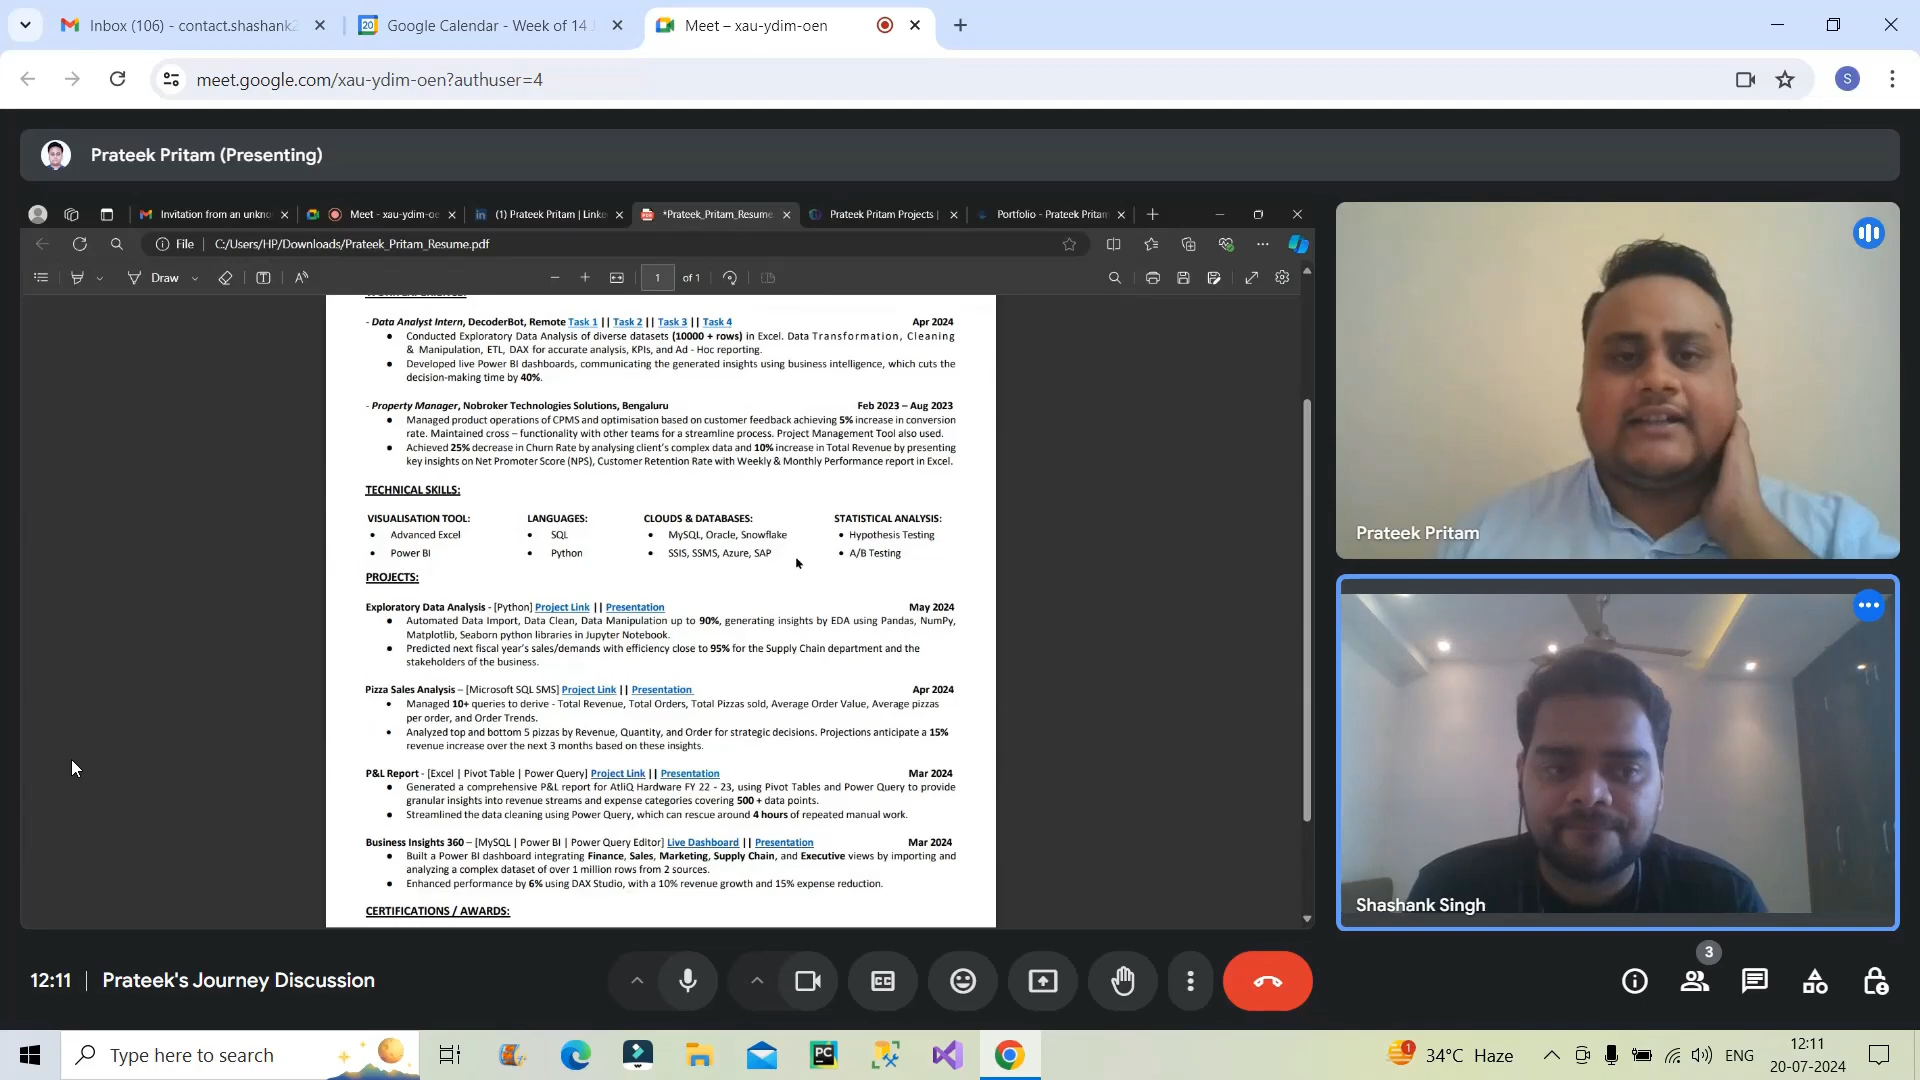 Inbox (106) - contact.shashank2
Google Calendar - Week of 14 J
Meet – xau-ydim-oen
meet.google.com/xau-ydim-oen?authuser=4
S
Prateek Pritam (Presenting)
Invitation from an unkno
Meet - xau-ydim-oe
(1) Prateek Pritam | Linke
*Prateek_Pritam_Resume.
Prateek Pritam Projects |
Portfolio - Prateek Pritam
File
C:/Users/HP/Downloads/Prateek_Pritam_Resume.pdf
Draw
1 of 1
- Data Analyst Intern, DecoderBot, Remote Task 1 || Task 2 || Task 3 || Task 4 Apr 2024
● Conducted Exploratory Data Analysis of diverse datasets (10000 + rows) in Excel. Data Transformation, Cleaning
& Manipulation, ETL, DAX for accurate analysis, KPIs, and Ad - Hoc reporting.
● Developed live Power BI dashboards, communicating the generated insights using business intelligence, which cuts the
decision-making time by 40%.
- Property Manager, Nobroker Technologies Solutions, Bengaluru Feb 2023 – Aug 2023
● Managed product operations of CPMS and optimisation based on customer feedback achieving 5% increase in conversion
rate. Maintained cross – functionality with other teams for a streamline process. Project Management Tool also used.
● Achieved 25% decrease in Churn Rate by analysing client's complex data and 10% increase in Total Revenue by presenting
key insights on Net Promoter Score (NPS), Customer Retention Rate with Weekly & Monthly Performance report in Excel.
TECHNICAL SKILLS:
VISUALISATION TOOL: LANGUAGES: CLOUDS & DATABASES: STATISTICAL ANALYSIS:
• Advanced Excel • SQL • MySQL, Oracle, Snowflake • Hypothesis Testing
• Power BI • Python • SSIS, SSMS, Azure, SAP • A/B Testing
PROJECTS:
Exploratory Data Analysis - [Python] Project Link || Presentation May 2024
● Automated Data Import, Data Clean, Data Manipulation up to 90%, generating insights by EDA using Pandas, NumPy,
Matplotlib, Seaborn python libraries in Jupyter Notebook.
● Predicted next fiscal year's sales/demands with efficiency close to 95% for the Supply Chain department and the
stakeholders of the business.
Pizza Sales Analysis – [Microsoft SQL SMS] Project Link || Presentation Apr 2024
● Managed 10+ queries to derive - Total Revenue, Total Orders, Total Pizzas sold, Average Order Value, Average pizzas
per order, and Order Trends.
● Analyzed top and bottom 5 pizzas by Revenue, Quantity, and Order for strategic decisions. Projections anticipate a 15%
revenue increase over the next 3 months based on these insights.
P&L Report - [Excel | Pivot Table | Power Query] Project Link || Presentation Mar 2024
● Generated a comprehensive P&L report for AtliQ Hardware FY 22 - 23, using Pivot Tables and Power Query to provide
granular insights into revenue streams and expense categories covering 500 + data points.
● Streamlined the data cleaning using Power Query, which can rescue around 4 hours of repeated manual work.
Business Insights 360 – [MySQL | Power BI | Power Query Editor] Live Dashboard || Presentation Mar 2024
● Built a Power BI dashboard integrating Finance, Sales, Marketing, Supply Chain, and Executive views by importing and
analyzing a complex dataset of over 1 million rows from 2 sources.
● Enhanced performance by 6% using DAX Studio, with a 10% revenue growth and 15% expense reduction.
CERTIFICATIONS / AWARDS:
Prateek Pritam
Shashank Singh
12:11 | Prateek's Journey Discussion
3
Type here to search
34°C Haze
ENG
12:11
20-07-2024